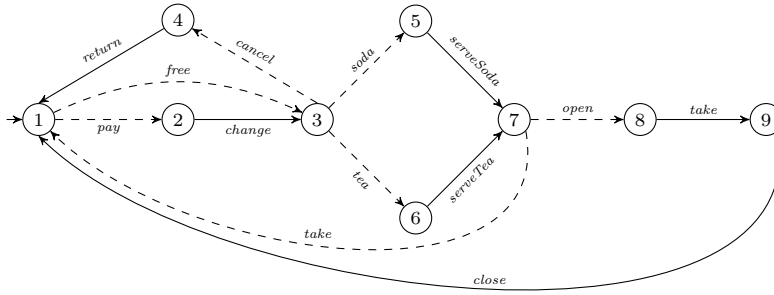 4
5
return
cancel
soda
serveSoda
free
1
pay
2
change
3
7
open
8
take
9
tea
serveTea
6
take
close